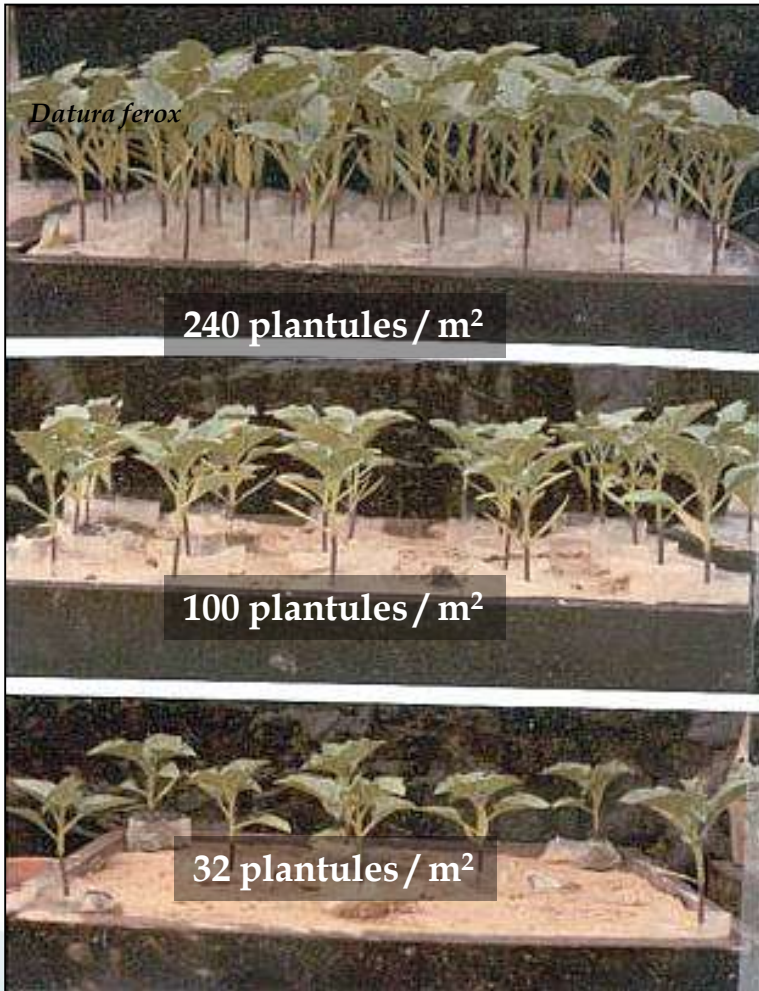 Datura ferox
240 plantules / m²
100 plantules / m²
32 plantules / m²